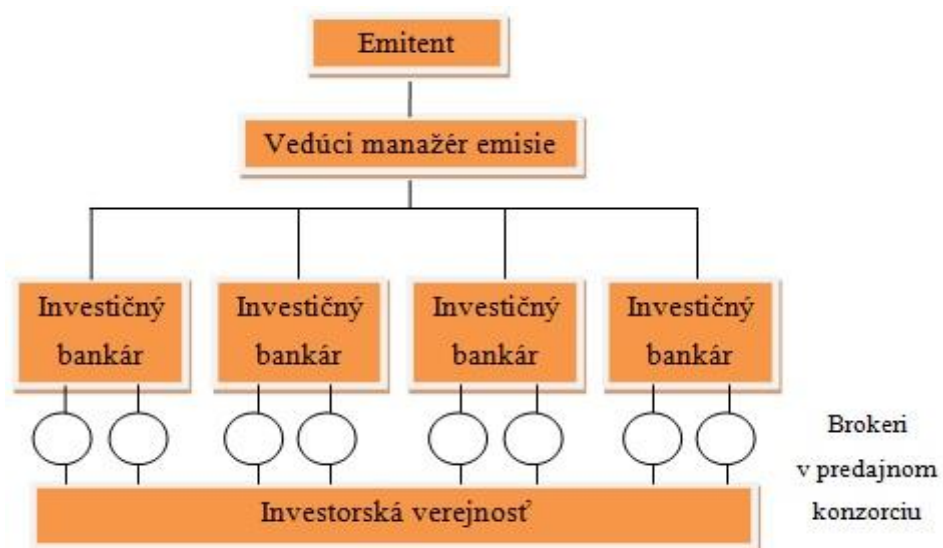 Emitent
Vedúci manažér emisie
Investičný
bankár
Investičný
bankár
Investičný
bankár
Investičný
bankár
Brokeri
v predajnom
konzorciu
Investorská verejnosť